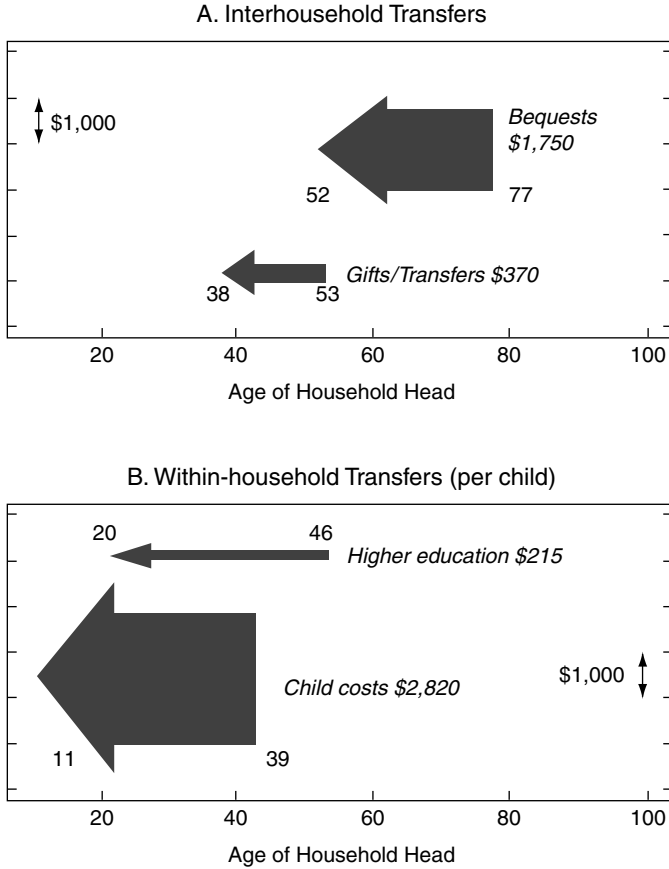 A. Interhousehold Transfers
$1,000
Bequests
$1,750
52
77
Gifts/Transfers $370
38
53
20 40 60 80 100
Age of Household Head
B. Within-household Transfers (per child)
20
46
Higher education $215
$1,000
Child costs $2,820
11
39
20 40 60 80 100
Age of Household Head